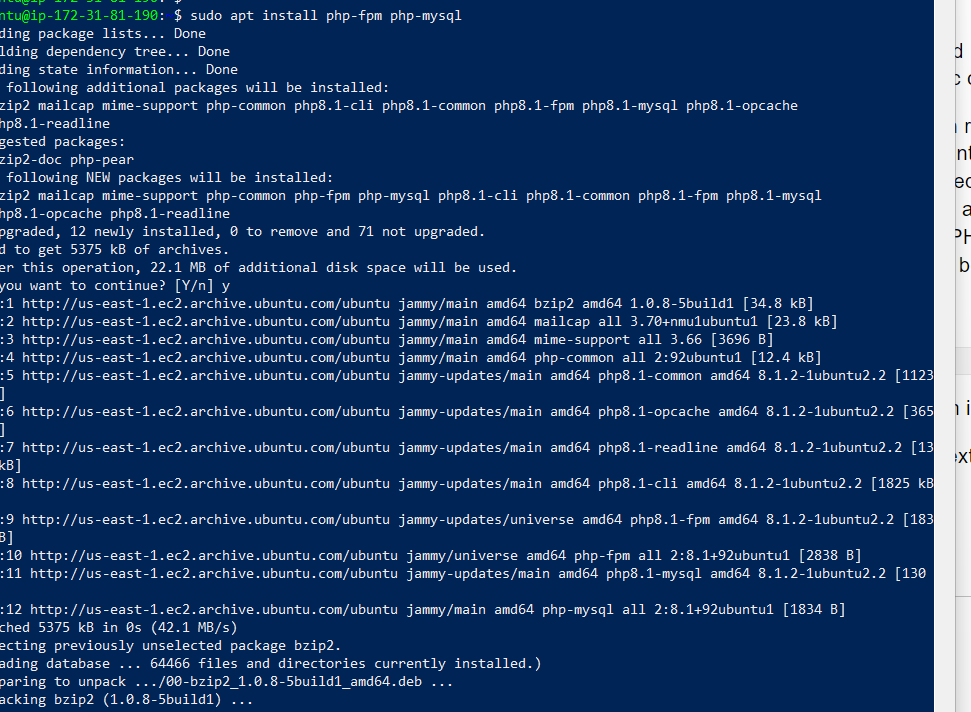 ntu@ip-172-31-81-190: $ sudo apt install php-fpm php-mysql
ding package lists... Done
lding dependency tree... Done
ding state information... Done
following additional packages will be installed:
zip2 mailcap mime-support php-common php8.1-cli php8.1-common php8.1-fpm php8.1-mysql php8.1-opcache
hp8.1-readline
gested packages:
zip2-doc php-pear
following NEW packages will be installed:
zip2 mailcap mime-support php-common php-fpm php-mysql php8.1-cli php8.1-common php8.1-fpm php8.1-mysql
hp8.1-opcache php8.1-readline
pgraded, 12 newly installed, 0 to remove and 71 not upgraded.
d to get 5375 kB of archives.
er this operation, 22.1 MB of additional disk space will be used.
you want to continue? [Y/n] y
:1 http://us-east-1.ec2.archive.ubuntu.com/ubuntu jammy/main amd64 bzip2 amd64 1.0.8-5build1 [34.8 kB]
:2 http://us-east-1.ec2.archive.ubuntu.com/ubuntu jammy/main amd64 mailcap all 3.70+nmu1ubuntu1 [23.8 kB]
:3 http://us-east-1.ec2.archive.ubuntu.com/ubuntu jammy/main amd64 mime-support all 3.66 [3696 B]
:4 http://us-east-1.ec2.archive.ubuntu.com/ubuntu jammy/main amd64 php-common all 2:92ubuntu1 [12.4 kB]
:5 http://us-east-1.ec2.archive.ubuntu.com/ubuntu jammy-updates/main amd64 php8.1-common amd64 8.1.2-1ubuntu2.2 [1123
]
:6 http://us-east-1.ec2.archive.ubuntu.com/ubuntu jammy-updates/main amd64 php8.1-opcache amd64 8.1.2-1ubuntu2.2 [365
]
:7 http://us-east-1.ec2.archive.ubuntu.com/ubuntu jammy-updates/main amd64 php8.1-readline amd64 8.1.2-1ubuntu2.2 [13
kB]
:8 http://us-east-1.ec2.archive.ubuntu.com/ubuntu jammy-updates/main amd64 php8.1-cli amd64 8.1.2-1ubuntu2.2 [1825 kB
:9 http://us-east-1.ec2.archive.ubuntu.com/ubuntu jammy-updates/universe amd64 php8.1-fpm amd64 8.1.2-1ubuntu2.2 [183
B]
:10 http://us-east-1.ec2.archive.ubuntu.com/ubuntu jammy/universe amd64 php-fpm all 2:8.1+92ubuntu1 [2838 B]
:11 http://us-east-1.ec2.archive.ubuntu.com/ubuntu jammy-updates/main amd64 php8.1-mysql amd64 8.1.2-1ubuntu2.2 [130
:12 http://us-east-1.ec2.archive.ubuntu.com/ubuntu jammy/main amd64 php-mysql all 2:8.1+92ubuntu1 [1834 B]
ched 5375 kB in 0s (42.1 MB/s)
ecting previously unselected package bzip2.
ading database ... 64466 files and directories currently installed.)
paring to unpack .../00-bzip2_1.0.8-5build1_amd64.deb ...
acking bzip2 (1.0.8-5build1) ...